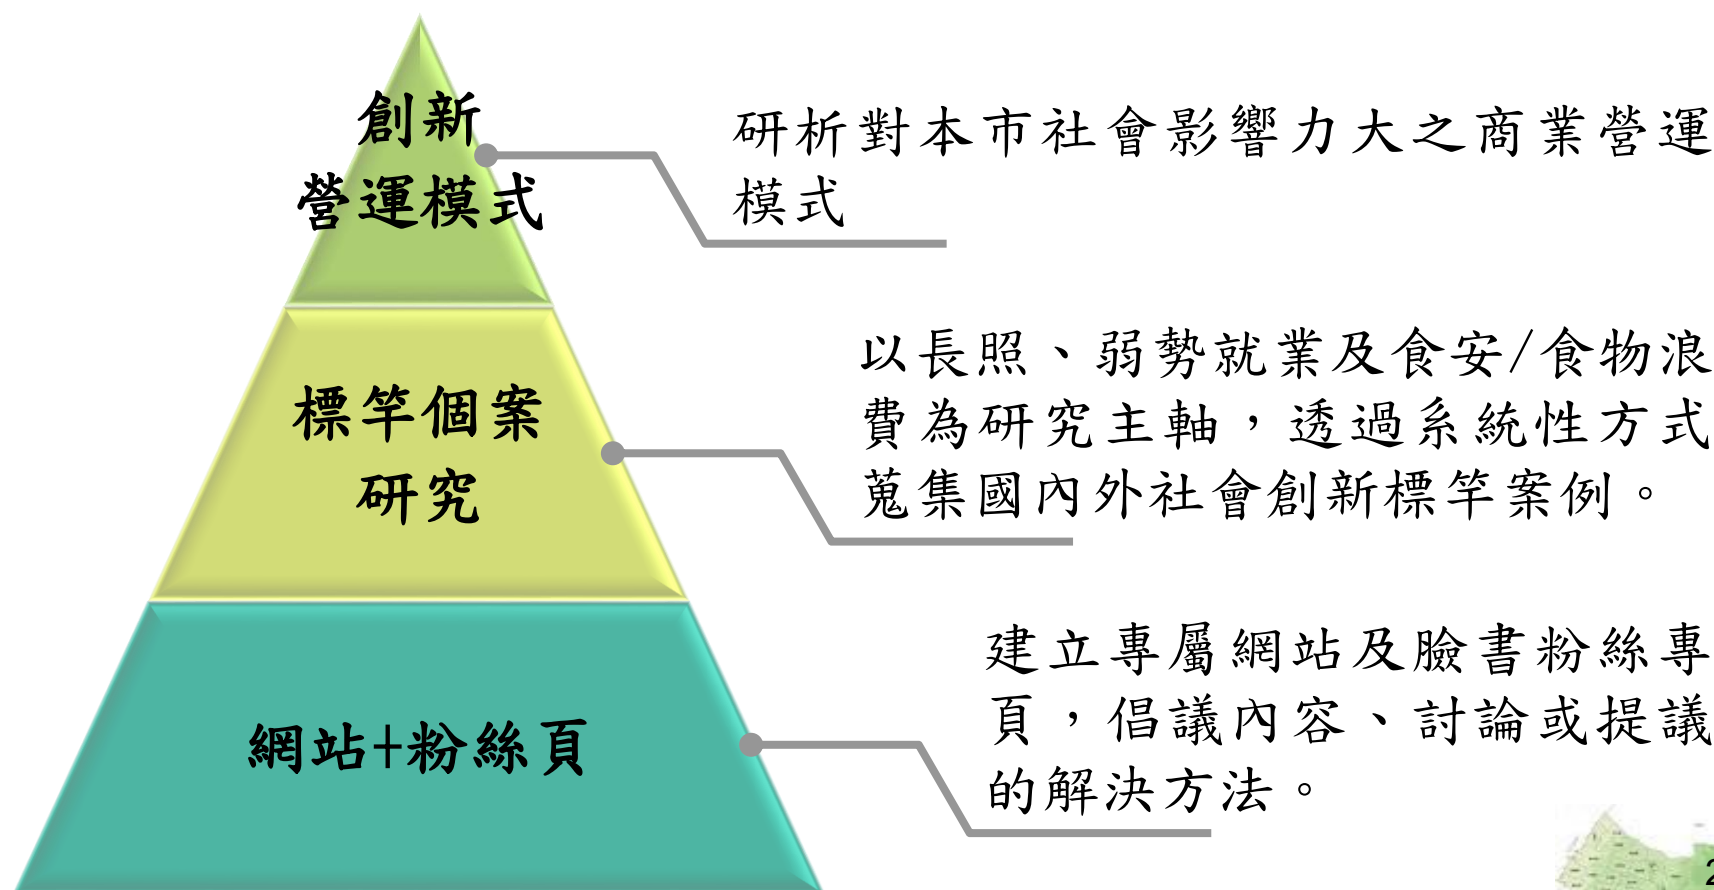 創新
營運模式
研析對本市社會影響力大之商業營運
模式
標竿個案
研究
以長照、弱勢就業及食安/食物浪
費為研究主軸，透過系統性方式
蒐集國內外社會創新標竿案例。
網站+粉絲頁
建立專屬網站及臉書粉絲專
頁，倡議內容、討論或提議
的解決方法。